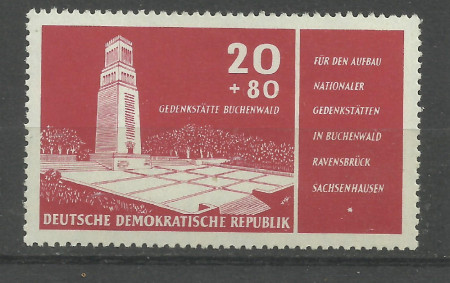 20
+80
GEDENKSTÄTTE BUCHENWALD
DEUTSCHE DEMOKRATISCHE REPUBLIK
FÜR DEN AUFBAU
NATIONALER
GEDENKSTÄTTEN
IN BUCHENWALD
RAVENSBRÜCK
SACHSENHAUSEN